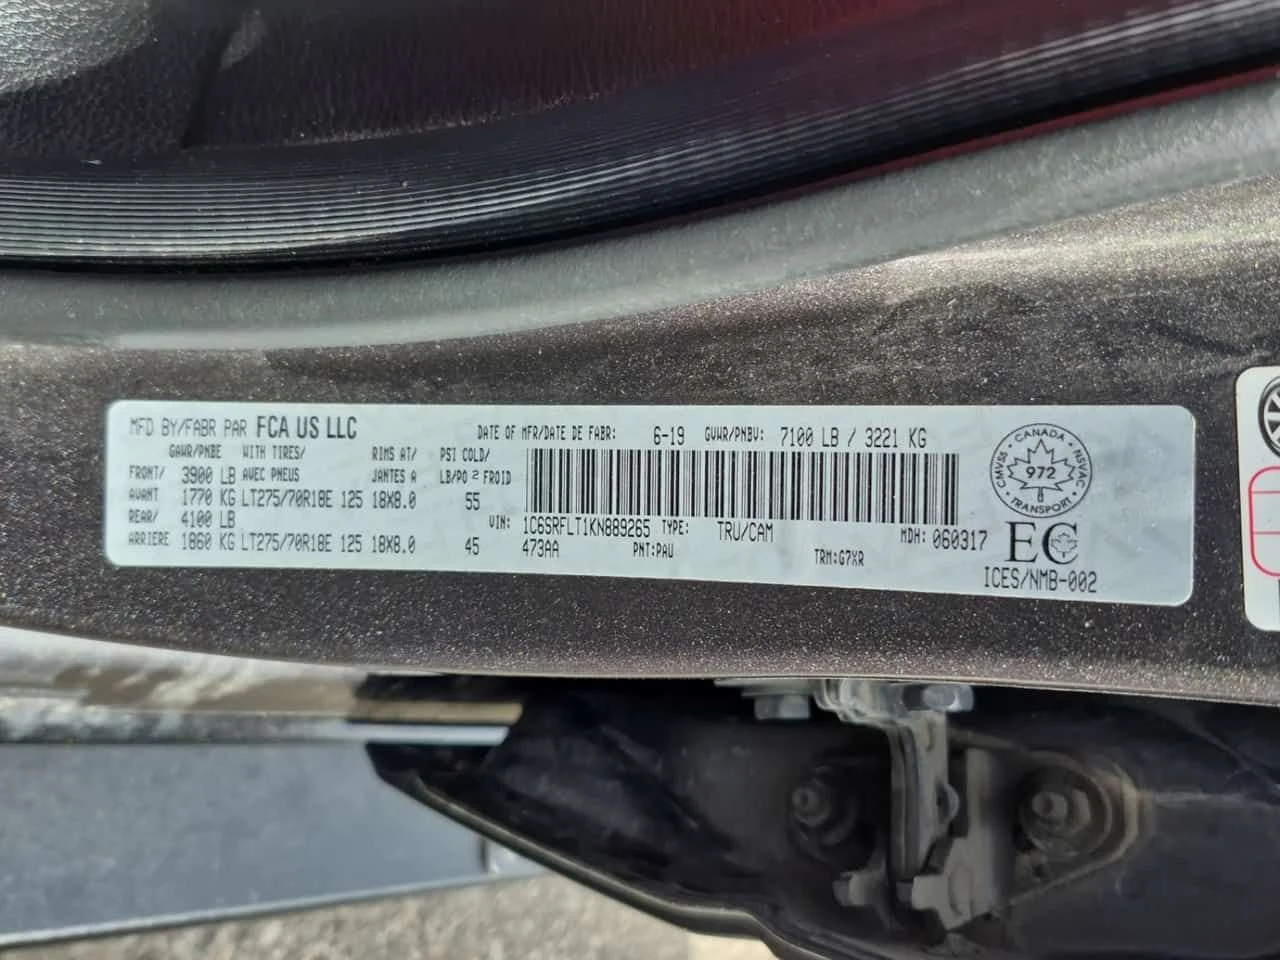 MFD BY/FABR PAR FCA US LLC
DATE OF MFR/DATE DE FABR: 6-19 GVWR/PNBV: 7100 LB / 3221 KG
GAWR/PNBE WITH TIRES/ RIMS AT/ PSI COLD/
FRONT/ 3900 LB AVEC PNEUS JANTES A LB/PO 2 FROID
AVANT 1770 KG LT275/70R18E 125 18X8.0 55
REAR/ 4100 LB
ARRIERE 1860 KG LT275/70R18E 125 18X8.0 45
VIN: 1C6SRFLT1KN889265 TYPE: TRU/CAM MDH: 060317
473AA PNT:PAU TRM:G7XR
CANADA
CMVSS 972 NSVAC
TRANSPORT
EC
ICES/NMB-002